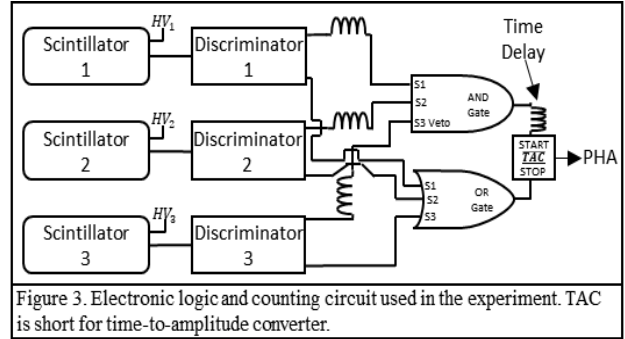 HV₁
Scintillator
1
Discriminator
1
Time
Delay
S1
S2
S3 Veto
AND
Gate
HV₂
Scintillator
2
Discriminator
2
START
TAC
STOP
PHA
S1
S2
S3
OR
Gate
HV₃
Scintillator
3
Discriminator
3
Figure 3. Electronic logic and counting circuit used in the experiment. TAC
is short for time-to-amplitude converter.